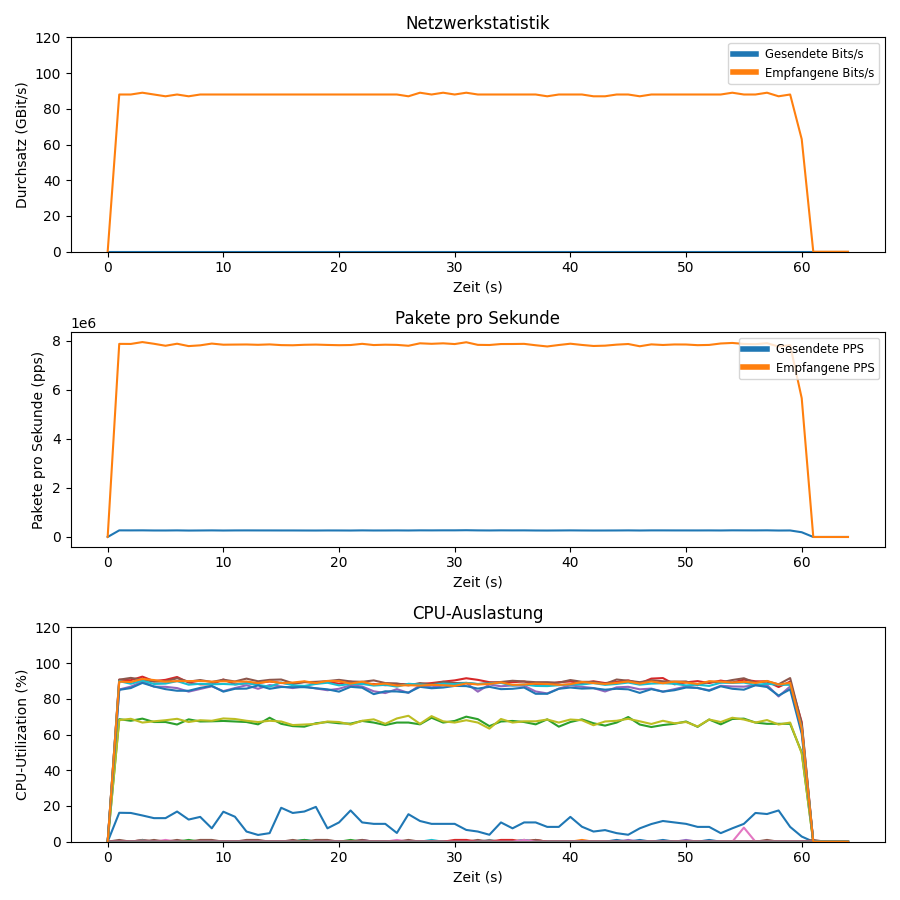 Netzwerkstatistik
120
100
80
60
40
20
0
Durchsatz (GBit/s)
Gesendete Bits/s
Empfangene Bits/s
0 10 20 30 40 50 60
Zeit (s)
Pakete pro Sekunde
1e6
8
6
4
2
0
Pakete pro Sekunde (pps)
Gesendete PPS
Empfangene PPS
0 10 20 30 40 50 60
Zeit (s)
CPU-Auslastung
120
100
80
60
40
20
0
CPU-Utilization (%)
0 10 20 30 40 50 60
Zeit (s)